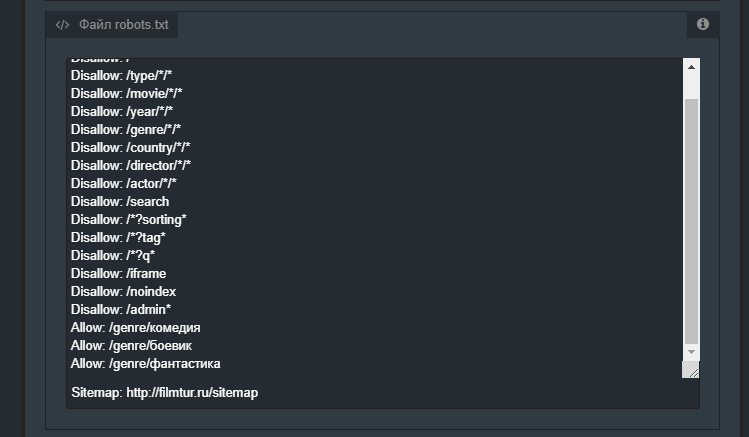 Файл robots.txt
Disallow: /
Disallow: /type/*/*
Disallow: /movie/*/*
Disallow: /year/*/*
Disallow: /genre/*/*
Disallow: /country/*/*
Disallow: /director/*/*
Disallow: /actor/*/*
Disallow: /search
Disallow: /*?sorting*
Disallow: /*?tag*
Disallow: /*?q*
Disallow: /iframe
Disallow: /noindex
Disallow: /admin*
Allow: /genre/комедия
Allow: /genre/боевик
Allow: /genre/фантастика
Sitemap: http://filmtur.ru/sitemap